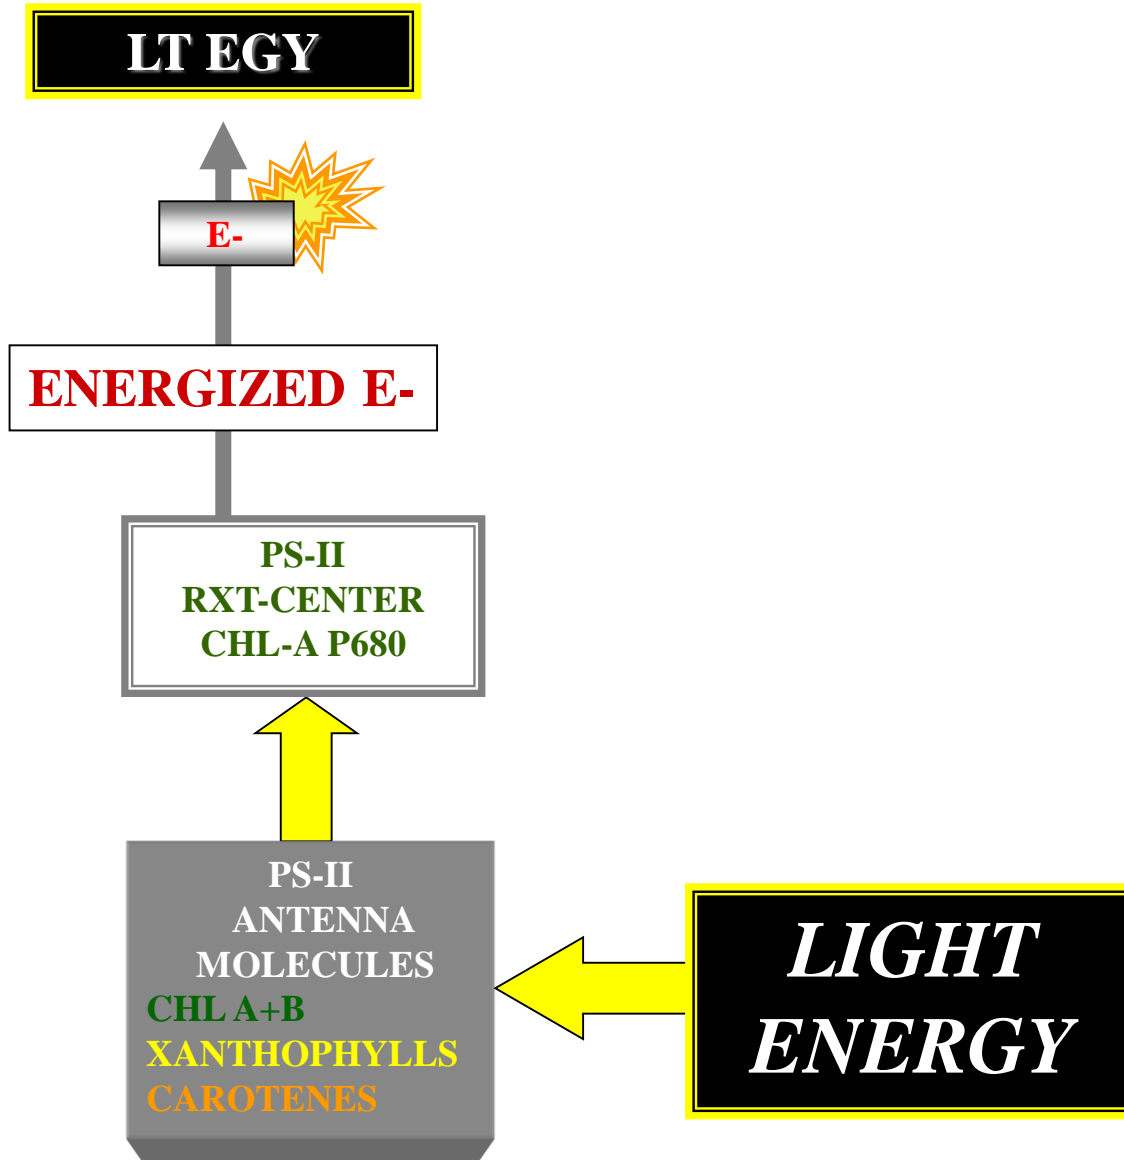 LT EGY
E-
ENERGIZED E-
PS-II
RXT-CENTER
CHL-A P680
PS-II
ANTENNA
MOLECULES
CHL A+B
XANTHOPHYLLS
CAROTENES
LIGHT
ENERGY